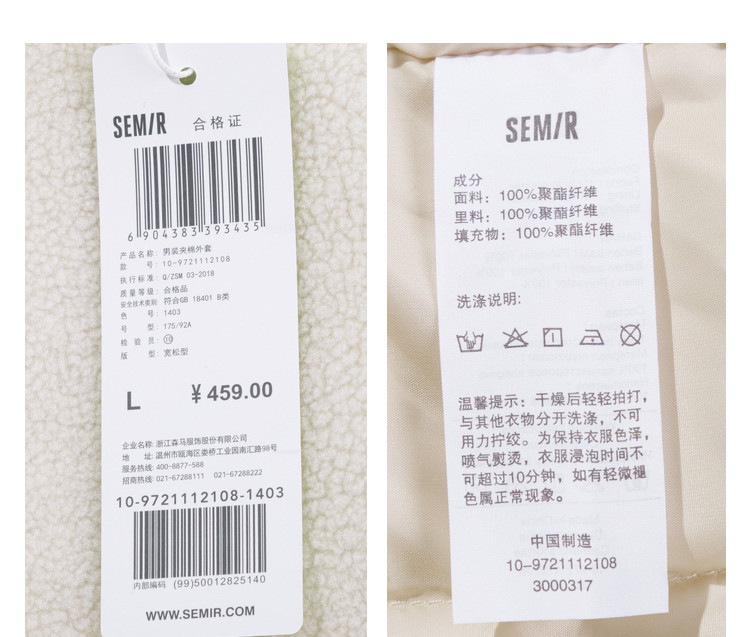 SEM/R 合格证
6 904383 393435
产品名称: 男装夹棉外套
款 号: 10-9721112108
执行标准: Q/ZSM 03-2018
质量等级: 合格品
安全技术类别: 符合GB 18401 B类
色 号: 1403
号 型: 175/92A
检 验 员:
版 型: 宽松型
L ¥459.00
企业名称: 浙江森马服饰股份有限公司
地 址: 温州市瓯海区娄桥工业园南汇路98号
服务热线: 400-8877-588
招商热线: 021-67288111 021-67288222
10-9721112108-1403
内部编码 (99)50012825140
WWW.SEMIR.COM
SEM/R
成分
面料: 100%聚酯纤维
里料: 100%聚酯纤维
填充物: 100%聚酯纤维
洗涤说明:
温馨提示: 干燥后轻轻拍打,
与其他衣物分开洗涤, 不可
用力拧绞。为保持衣服色泽,
喷气熨烫, 衣服浸泡时间不
可超过10分钟, 如有轻微褪
色属正常现象。
中国制造
10-9721112108
3000317